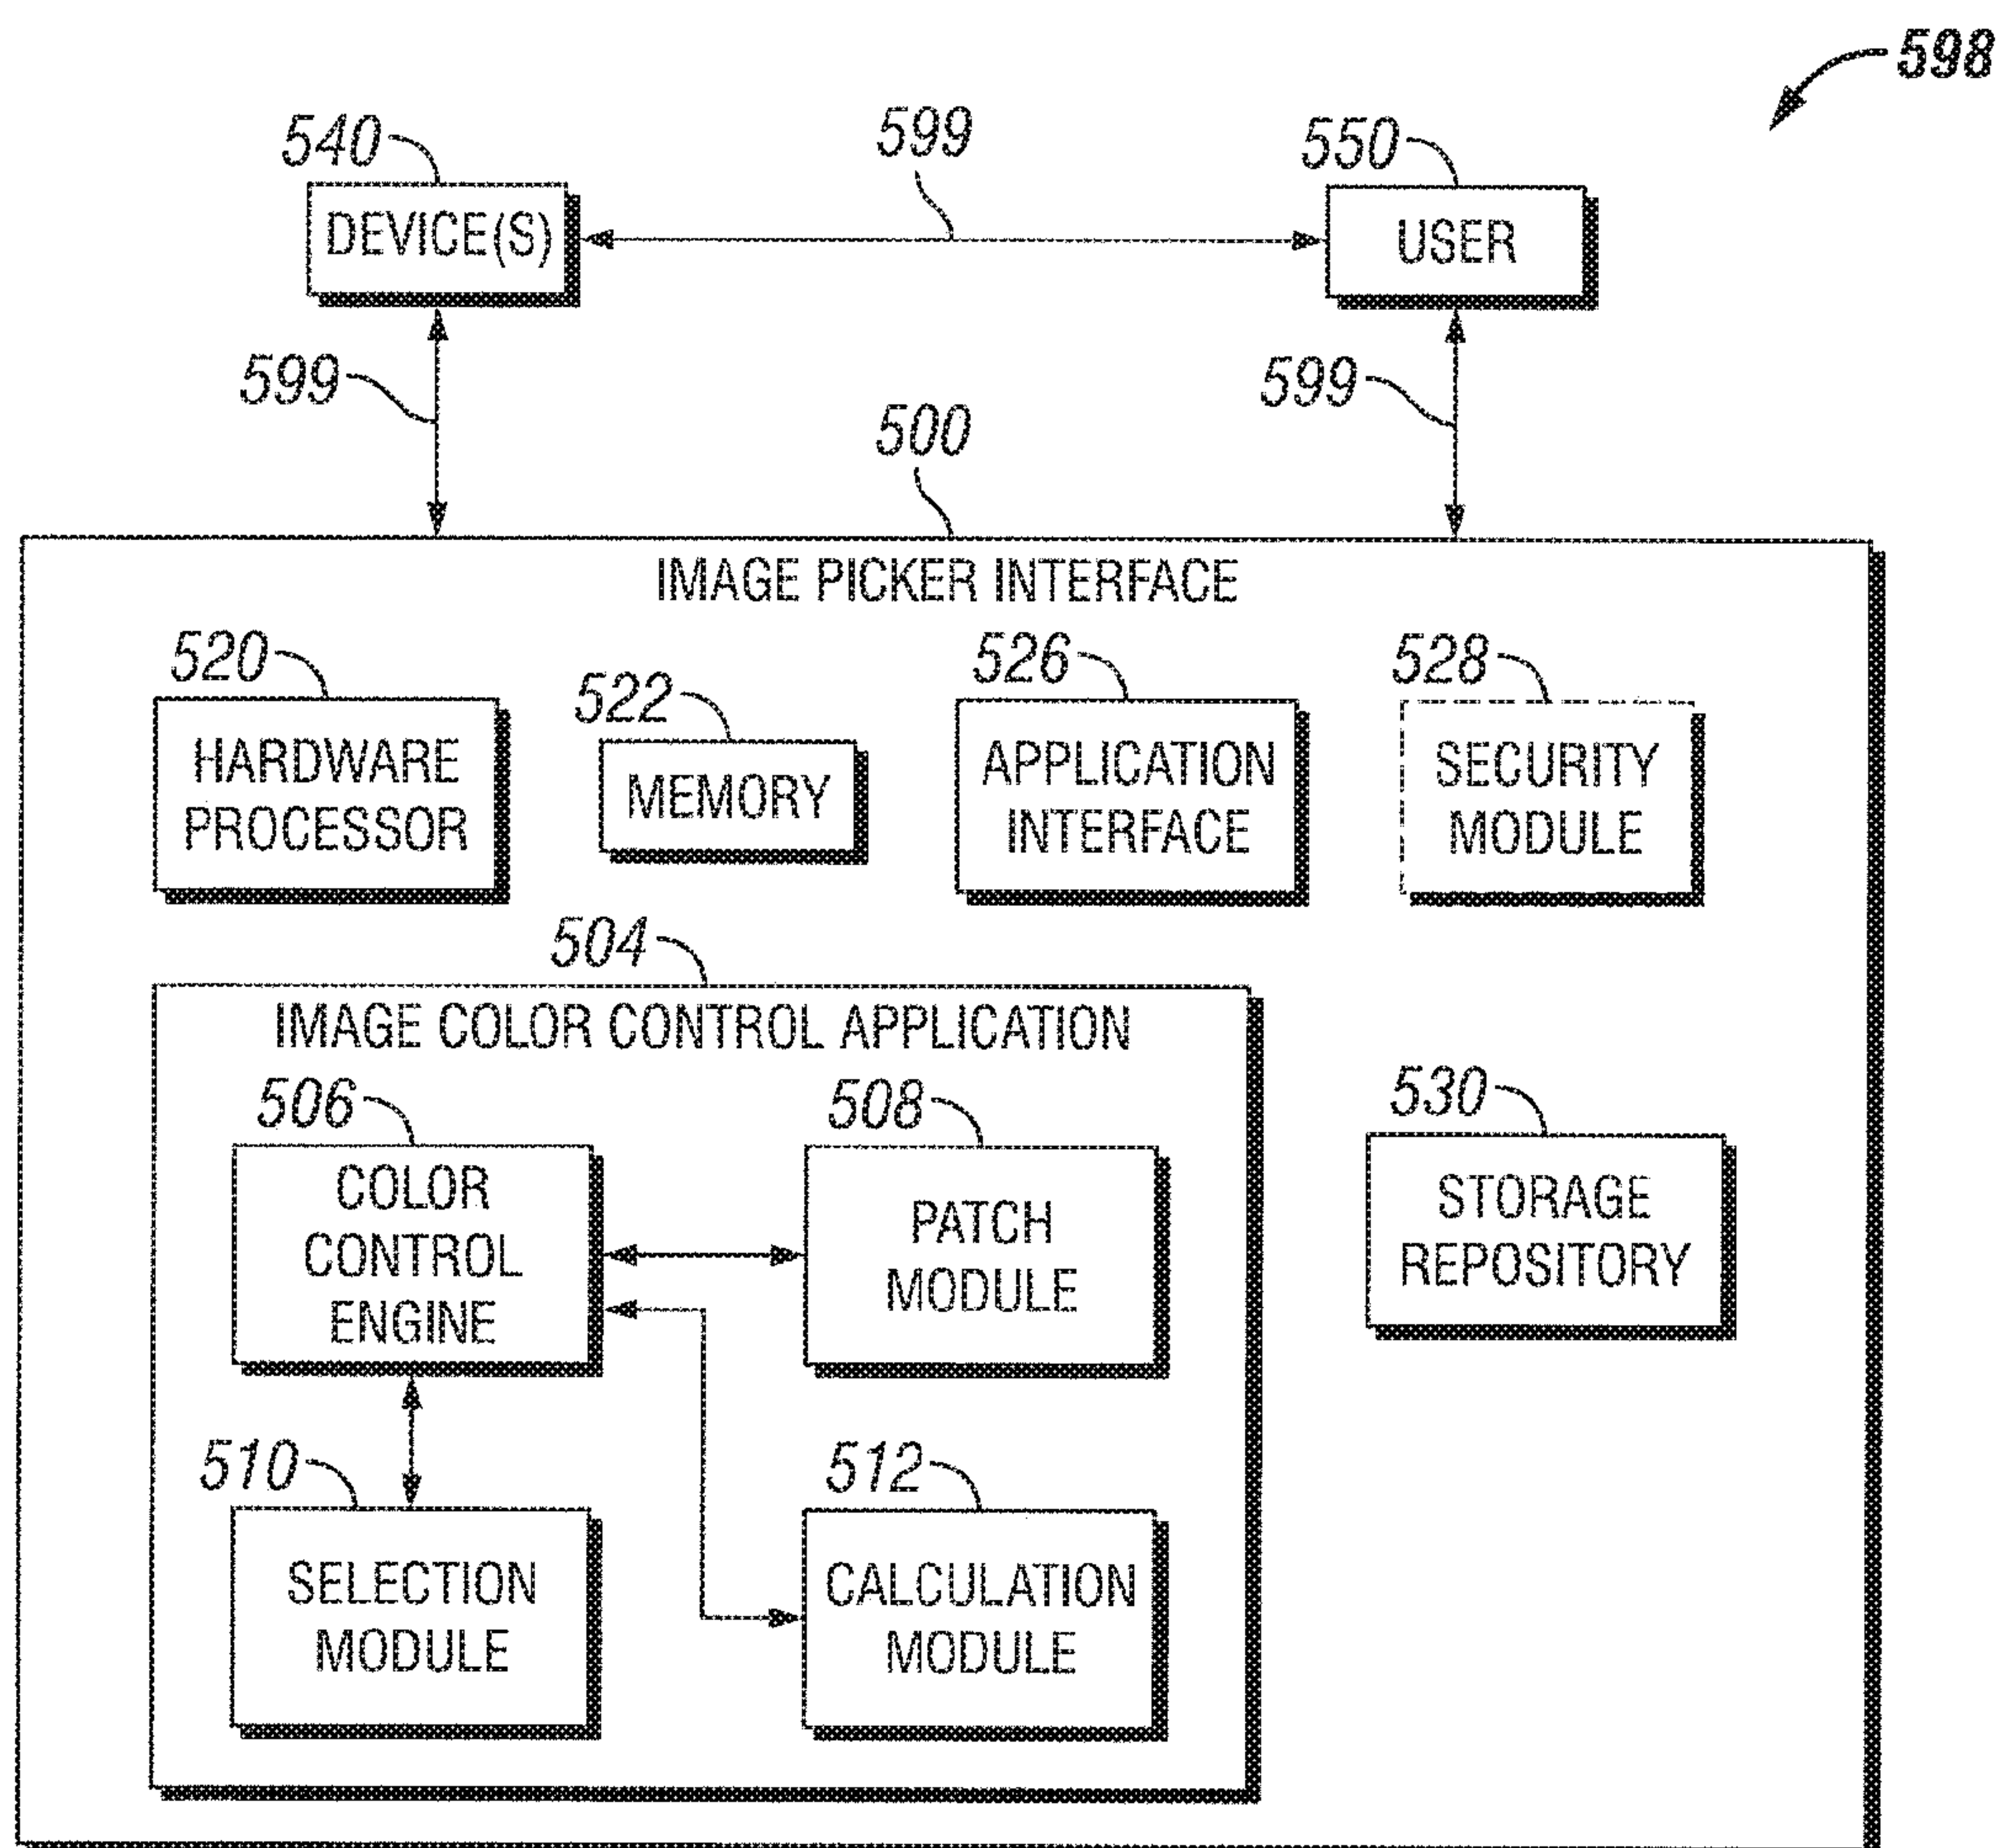 598
540
599
550
DEVICE(S)
USER
599
599
500
IMAGE PICKER INTERFACE
520
522
526
528
HARDWARE
PROCESSOR
MEMORY
APPLICATION
INTERFACE
SECURITY
MODULE
504
IMAGE COLOR CONTROL APPLICATION
506
508
530
COLOR
CONTROL
ENGINE
PATCH
MODULE
STORAGE
REPOSITORY
510
512
SELECTION
MODULE
CALCULATION
MODULE